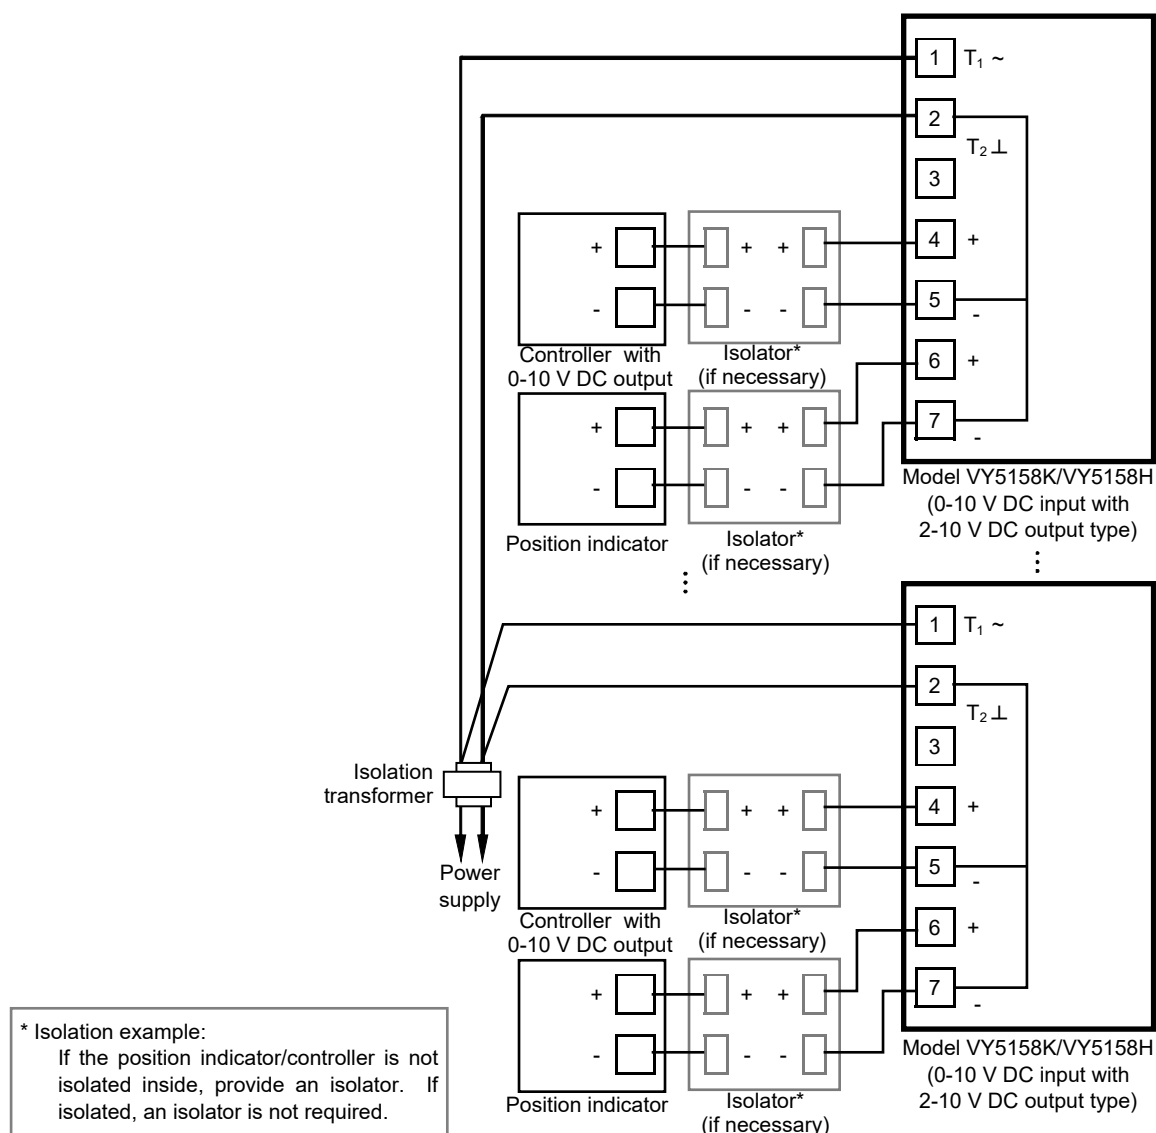 1 T₁ ~
2
T₂ ⊥
3
4 +
5
-
6 +
7
-
+ + +
- - -
Controller with
0-10 V DC output
Isolator*
(if necessary)
+ + +
- - -
Position indicator
Isolator*
(if necessary)
Model VY5158K/VY5158H
(0-10 V DC input with
2-10 V DC output type)
1 T₁ ~
2
T₂ ⊥
3
4 +
5
-
6 +
7
-
Isolation
transformer
Power
supply
+ + +
- - -
Controller with
0-10 V DC output
Isolator*
(if necessary)
+ + +
- - -
Position indicator
Isolator*
(if necessary)
Model VY5158K/VY5158H
(0-10 V DC input with
2-10 V DC output type)
* Isolation example:
If the position indicator/controller is not
isolated inside, provide an isolator. If
isolated, an isolator is not required.